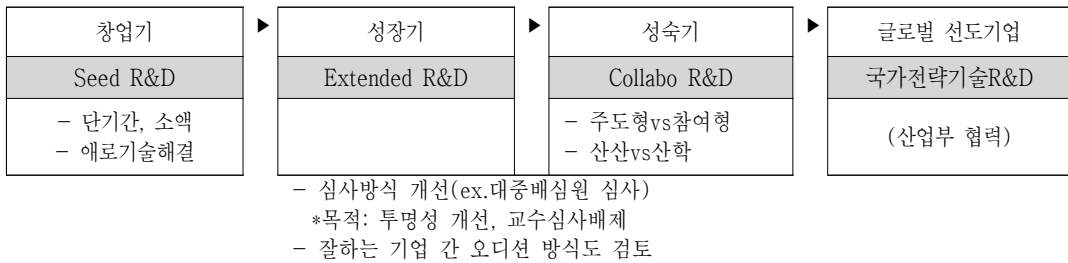 창업기
▶
성장기
▶
성숙기
▶
글로벌 선도기업
Seed R&D
Extended R&D
Collabo R&D
국가전략기술R&D
- 단기간, 소액
- 애로기술해결
- 주도형vs참여형
- 산산vs산학
(산업부 협력)
- 심사방식 개선(ex.대중배심원 심사)
*목적: 투명성 개선, 교수심사배제
- 잘하는 기업 간 오디션 방식도 검토